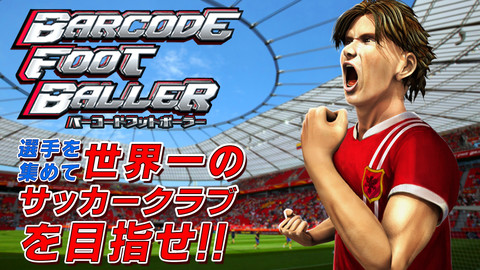 BARCODE
FOOT
BALLER
バーコードフットボーラー
選手を
集めて
世界一の
サッカークラブ
を目指せ!!